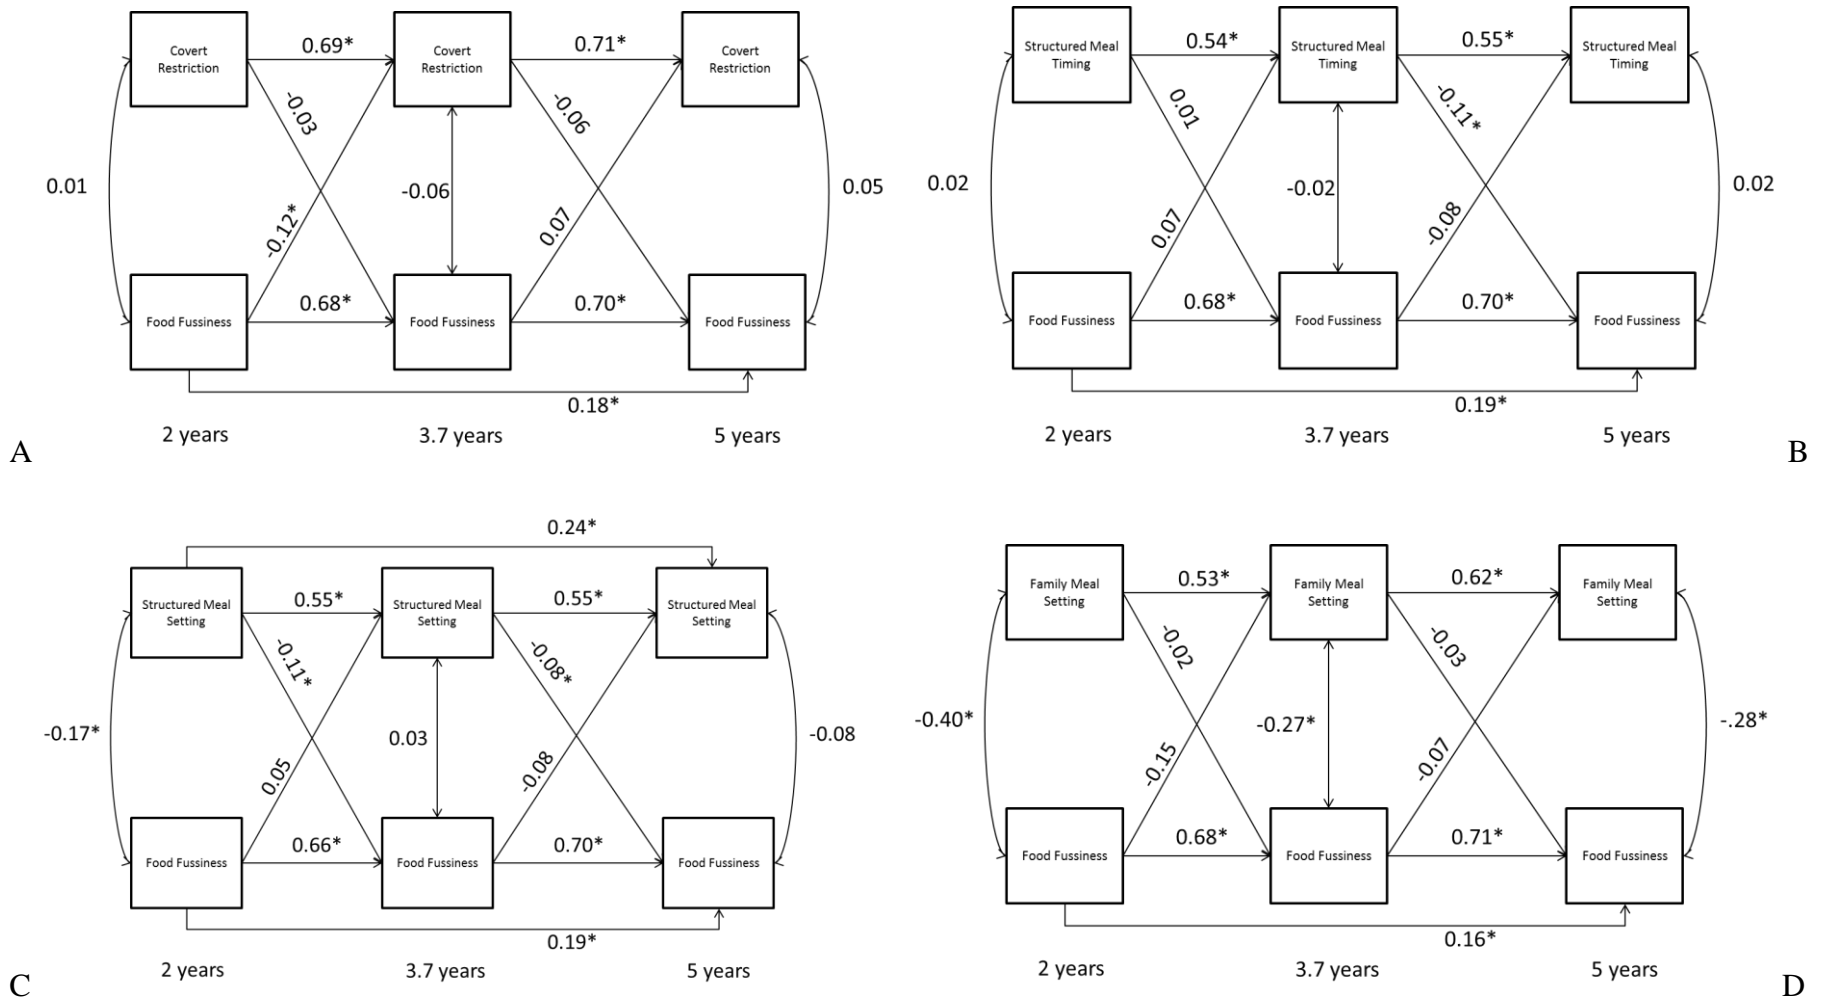 Covert
Restriction
0.69*
Covert
Restriction
0.71*
Covert
Restriction
-0.03
-0.06
0.01
-0.06
0.05
-0.12*
0.07
Food Fussiness
0.68*
Food Fussiness
0.70*
Food Fussiness
0.18*
2 years
3.7 years
5 years
A
Structured Meal
Timing
0.54*
Structured Meal
Timing
0.55*
Structured Meal
Timing
0.01
-0.11*
0.02
-0.02
0.02
0.07
-0.08
Food Fussiness
0.68*
Food Fussiness
0.70*
Food Fussiness
0.19*
2 years
3.7 years
5 years
B
0.24*
Structured Meal
Setting
0.55*
Structured Meal
Setting
0.55*
Structured Meal
Setting
-0.11*
-0.08*
-0.17*
0.03
-0.08
0.05
-0.08
Food Fussiness
0.66*
Food Fussiness
0.70*
Food Fussiness
0.19*
2 years
3.7 years
5 years
C
Family Meal
Setting
0.53*
Family Meal
Setting
0.62*
Family Meal
Setting
-0.02
-0.03
-0.40*
-0.27*
-.28*
-0.15
-0.07
Food Fussiness
0.68*
Food Fussiness
0.71*
Food Fussiness
0.16*
2 years
3.7 years
5 years
D